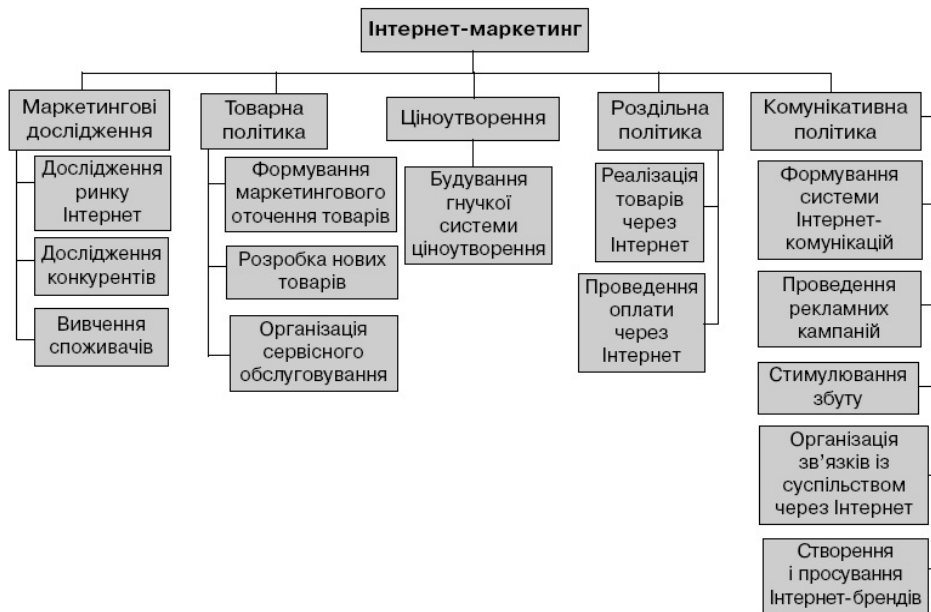 Інтернет-маркетинг
Маркетингові
дослідження
Дослідження
ринку
Інтернет
Дослідження
конкурентів
Вивчення
споживачів
Товарна
політика
Формування
маркетингового
оточення товарів
Розробка нових
товарів
Організація
сервісного
обслуговування
Ціноутворення
Будування
гнучкої
системи
ціноутворення
Роздільна
політика
Реалізація
товарів
через
Інтернет
Проведення
оплати
через
Інтернет
Комунікативна
політика
Формування
системи
Інтернет-
комунікацій
Проведення
рекламних
кампаній
Стимулювання
збуту
Організація
зв’язків із
суспільством
через Інтернет
Створення
і просування
Інтернет-брендів